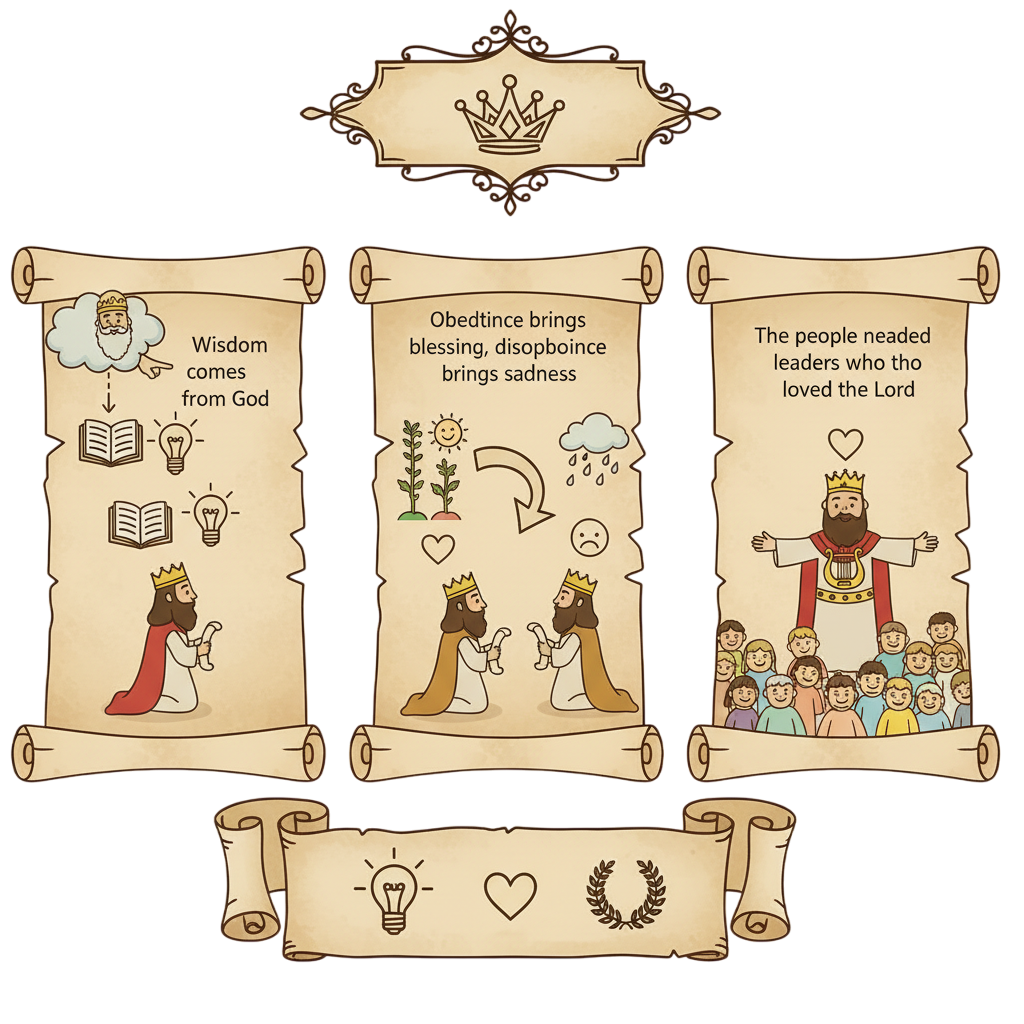 Wisdom
comes
from God
Obedtince brings
blessing, disopboince
brings sadness
The people neaded
leaders who tho
loved the Lord